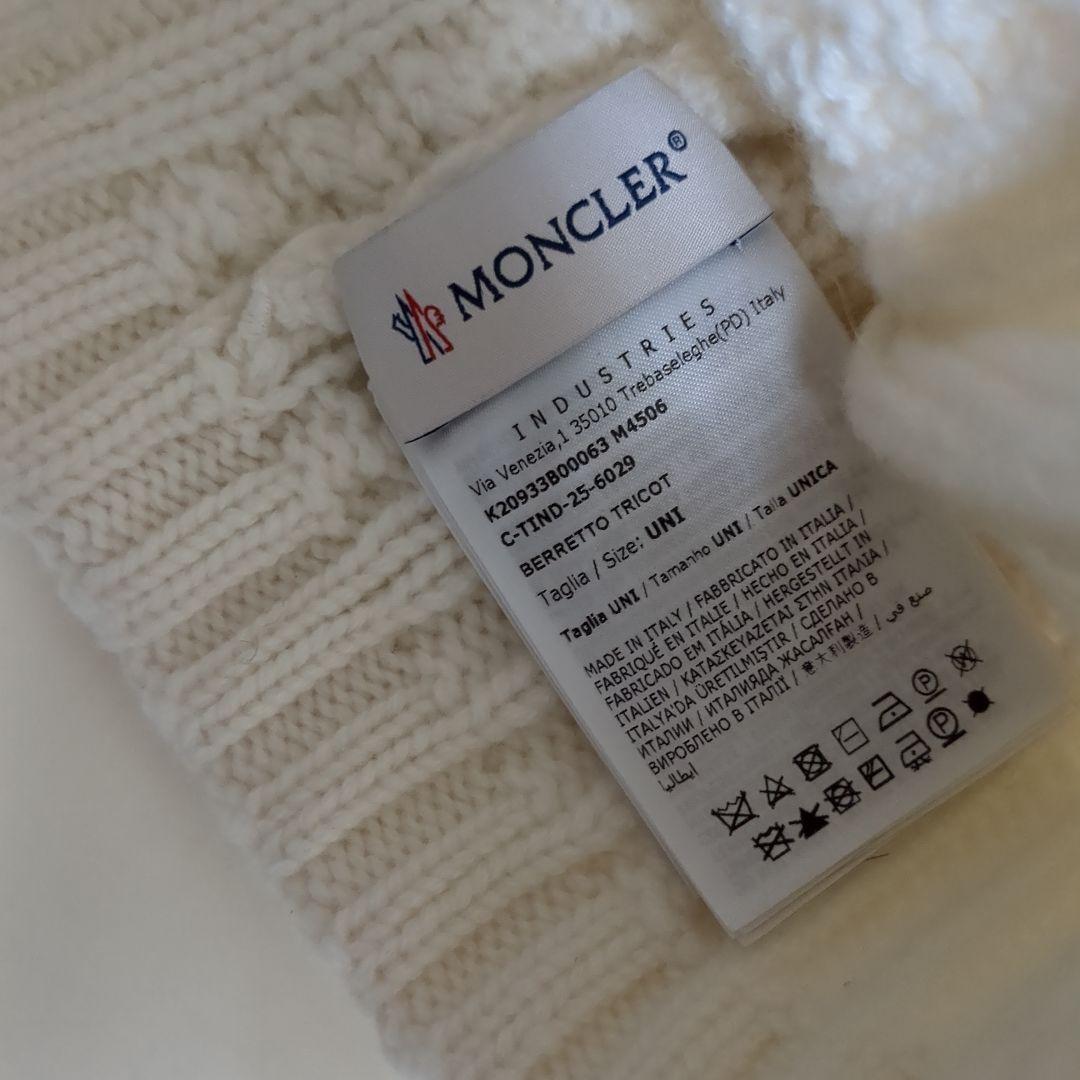 MONCLER®
INDUSTRIES
Via Venezia,1 35010 Trebaseleghe(PD) Italy
K20933B00063 M4506
C-TIND-25-6029
BERRETTO TRICOT
Taglia / Size: UNI
Taglia UNI / Tamanho UNI / Talla UNICA
MADE IN ITALY / FABBRICATO IN ITALIA /
FABRIQUÉ EN ITALIE / HECHO EN ITALIA /
FABRICADO EM ITALIA / HERGESTELLT IN
ITALIEN / ΚΑΤΑΣΚΕΥΑΖΕΤΑΙ ΣΤΗΝ ΙΤΑΛΙΑ /
ITALYA'DA ÜRETILMIŞTIR / СДЕЛАНО В
ИТАЛИИ / ИТАЛИЯДА ЖАСАЛҒАН /
ВИРОБЛЕНО В ІТАЛІЇ / 意大利製造 / صنع في
ايطاليا